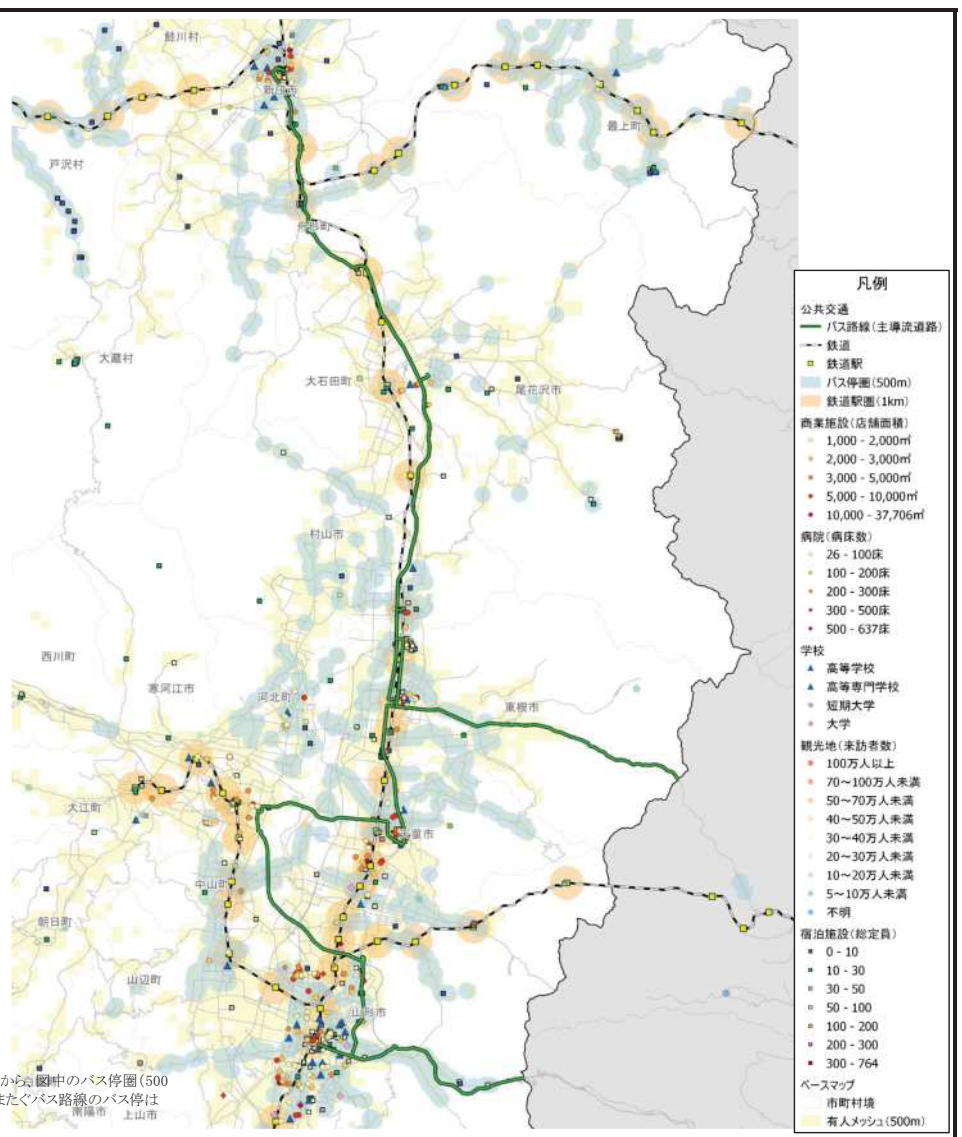 鮭川村
新庄市
最上町
戸沢村
舟形町
大蔵村
大石田町
尾花沢市
村山市
西川町
寒河江市
河北町
東根市
大江町
天童市
中山町
朝日町
山辺町
山形市
から、図中のバス停圏(500
またぐバス路線のバス停は
南陽市
上山市
凡例
公共交通
バス路線(主導流道路)
鉄道
鉄道駅
バス停圏(500m)
鉄道駅圏(1km)
商業施設(店舗面積)
1,000 - 2,000㎡
2,000 - 3,000㎡
3,000 - 5,000㎡
5,000 - 10,000㎡
10,000 - 37,706㎡
病院(病床数)
26 - 100床
100 - 200床
200 - 300床
300 - 500床
500 - 637床
学校
高等学校
高等専門学校
短期大学
大学
観光地(来訪者数)
100万人以上
70～100万人未満
50～70万人未満
40～50万人未満
30～40万人未満
20～30万人未満
10～20万人未満
5～10万人未満
不明
宿泊施設(総定員)
0 - 10
10 - 30
30 - 50
50 - 100
100 - 200
200 - 300
300 - 764
ベースマップ
市町村境
有人メッシュ(500m)